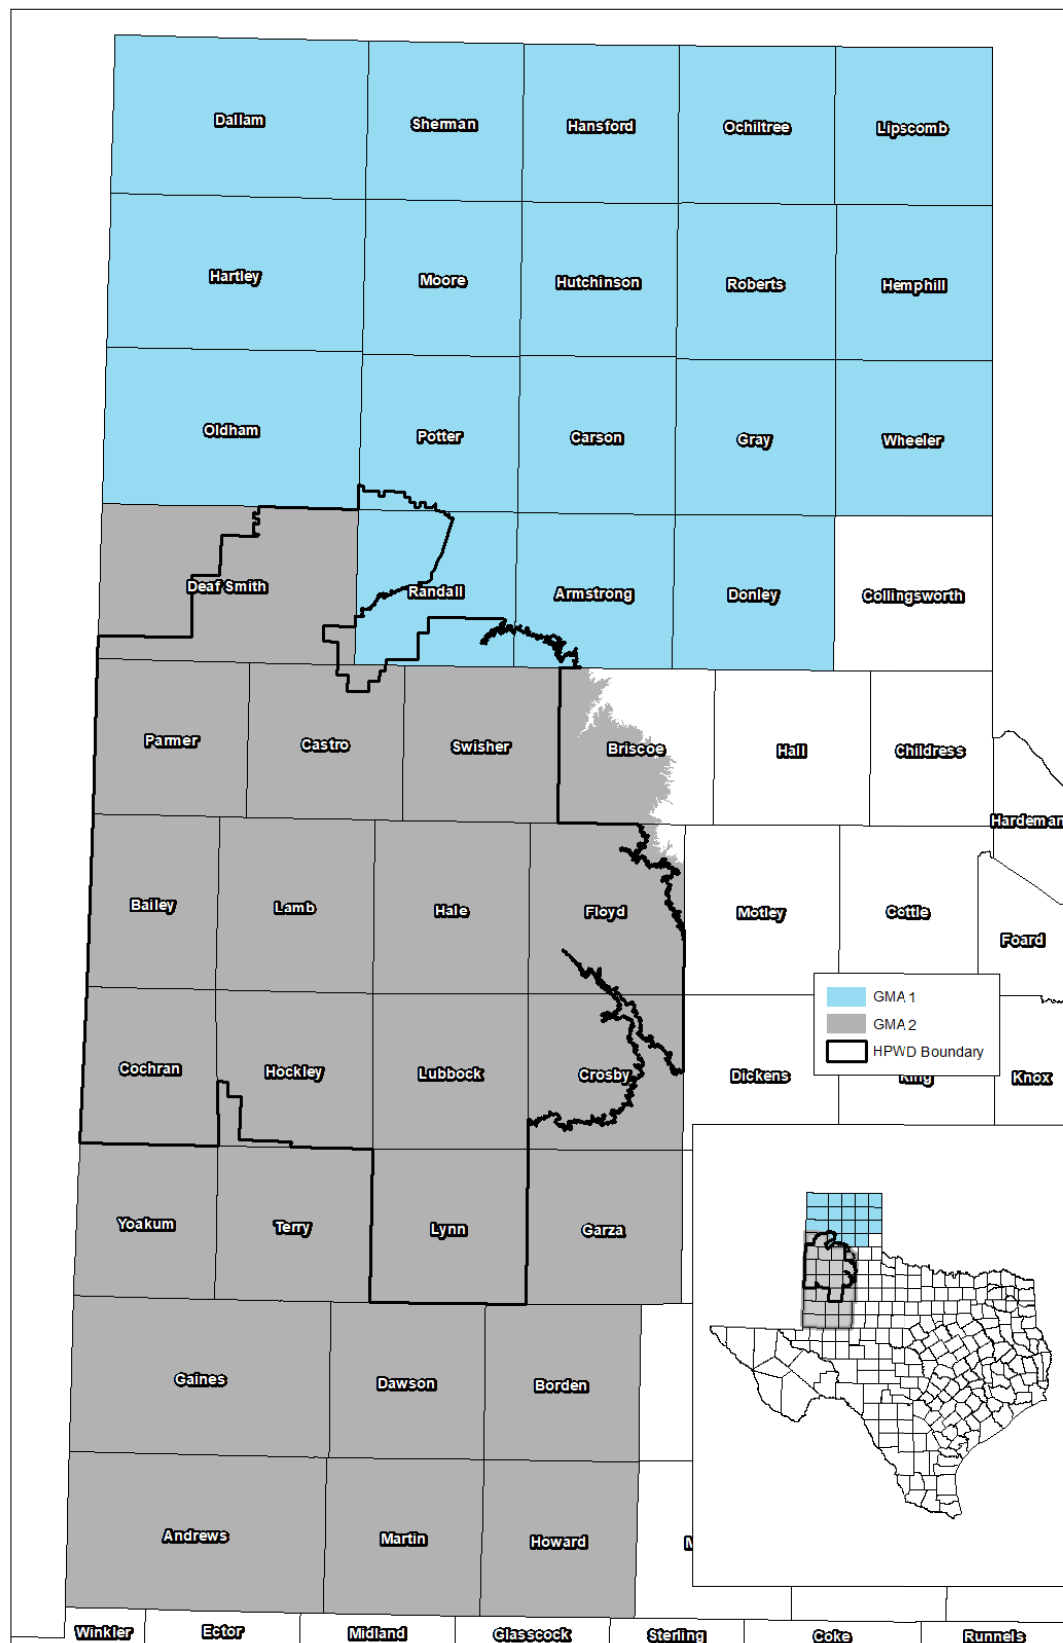 Dallam
Sherman
Hansford
Ochiltree
Lipscomb
Hartley
Moore
Hutchinson
Roberts
Hemphill
Oldham
Potter
Carson
Gray
Wheeler
Deaf Smith
Randall
Armstrong
Donley
Collingsworth
Parmer
Castro
Swisher
Briscoe
Hall
Childress
Hardeman
Bailey
Lamb
Hale
Floyd
Motley
Cottle
Foard
GMA 1
GMA 2
HPWD Boundary
Cochran
Hockley
Lubbock
Crosby
Dickens
King
Knox
Yoakum
Terry
Lynn
Garza
Gaines
Dawson
Borden
Andrews
Martin
Howard
Winkler
Ector
Midland
Glasscock
Sterling
Coke
Runnels